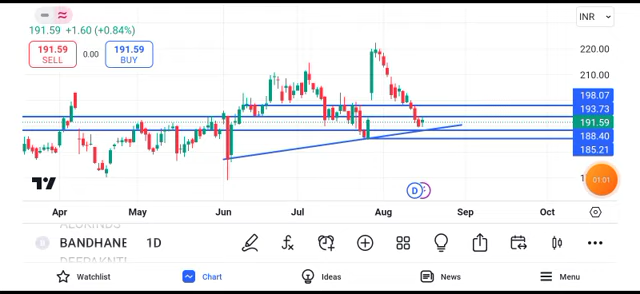 INR
191.59 +1.60 (+0.84%)
191.59 SELL
0.00
191.59 BUY
220.00
210.00
198.07
193.73
191.59
188.40
185.21
01:01
D
Apr May Jun Jul Aug Sep Oct
BANDHANB 1D
Watchlist Chart Ideas News Menu